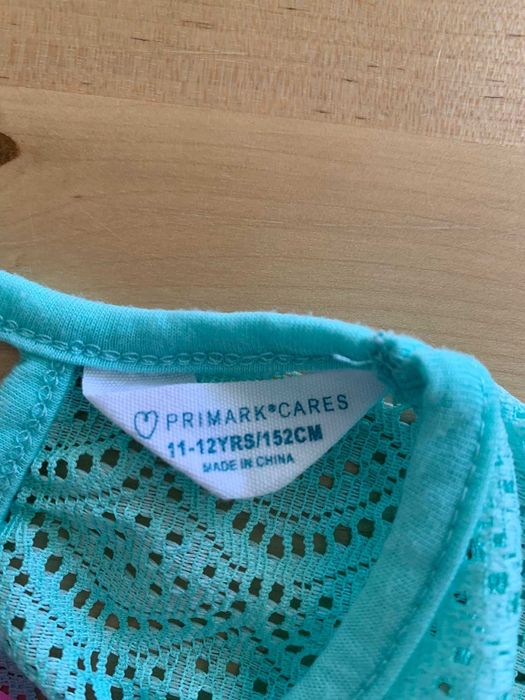 PRIMARK®CARES
11-12YRS/152CM
MADE IN CHINA